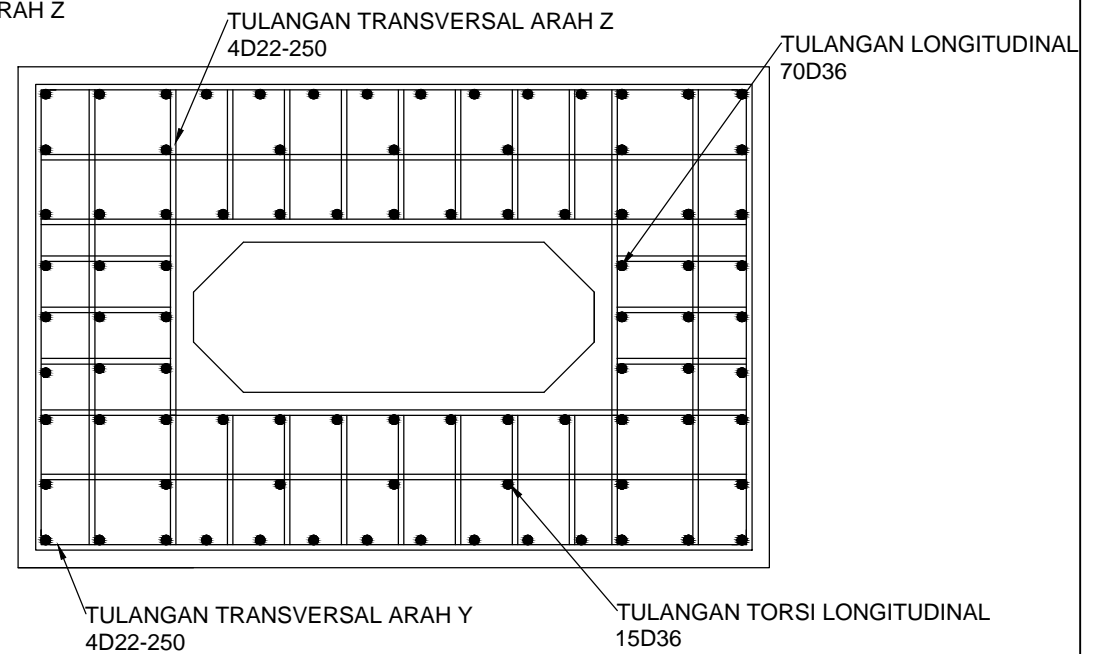 ARAH Z
TULANGAN TRANSVERSAL ARAH Z
4D22-250
TULANGAN LONGITUDINAL
70D36
TULANGAN TRANSVERSAL ARAH Y
4D22-250
TULANGAN TORSI LONGITUDINAL
15D36